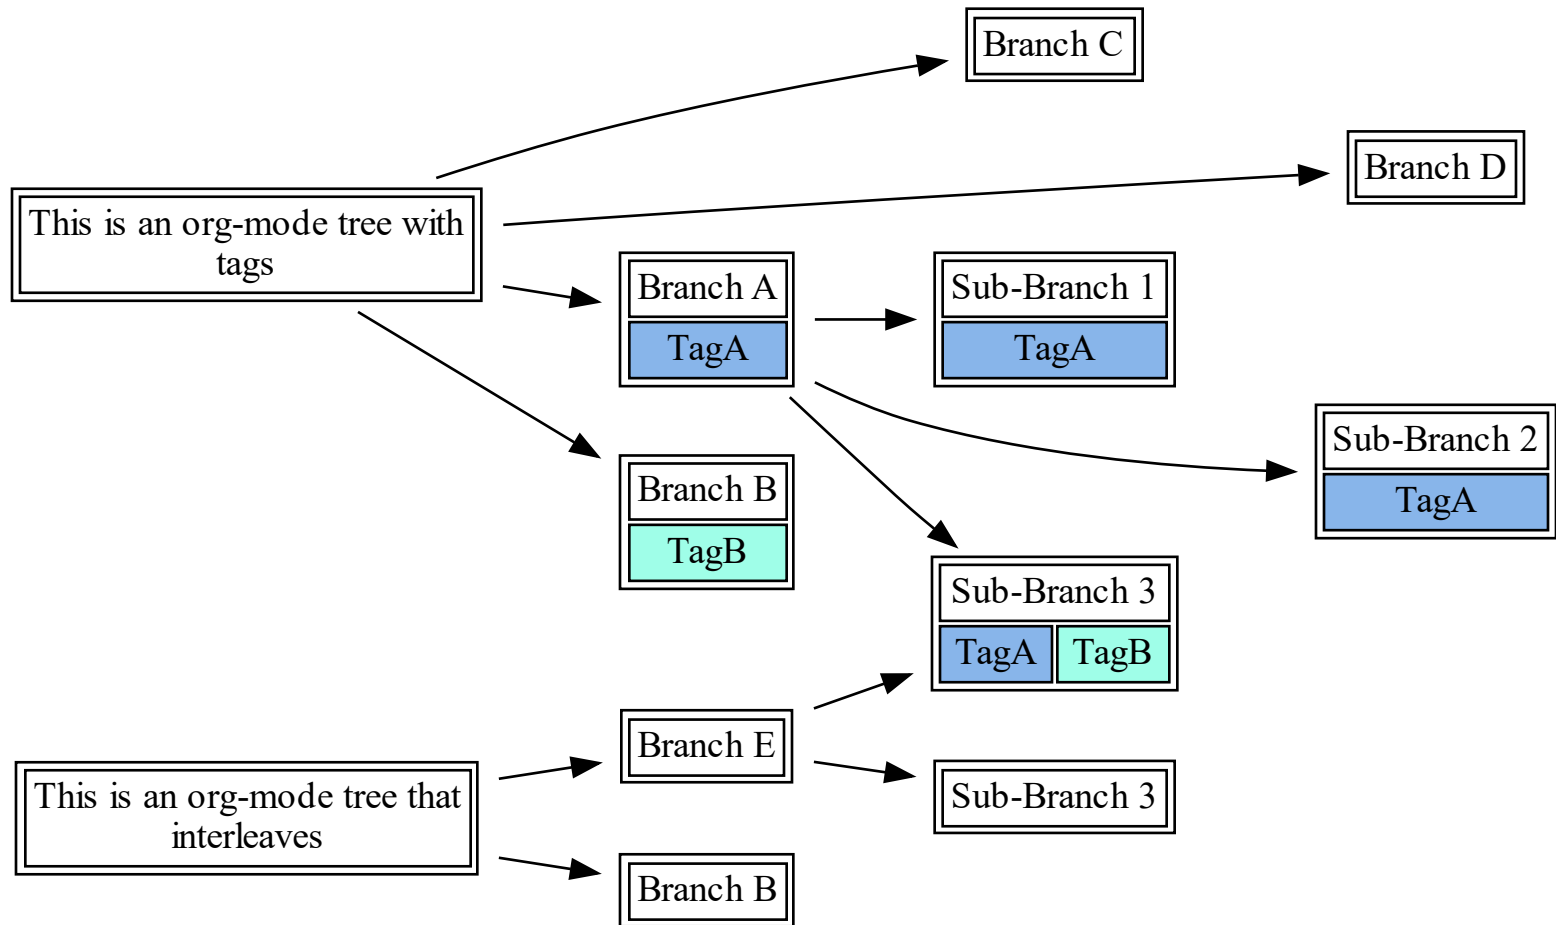 Branch C
Branch D
This is an org-mode tree with
tags
Branch A
TagA
Sub-Branch 1
TagA
Sub-Branch 2
TagA
Branch B
TagB
Sub-Branch 3
TagA
TagB
Branch E
Sub-Branch 3
This is an org-mode tree that
interleaves
Branch B